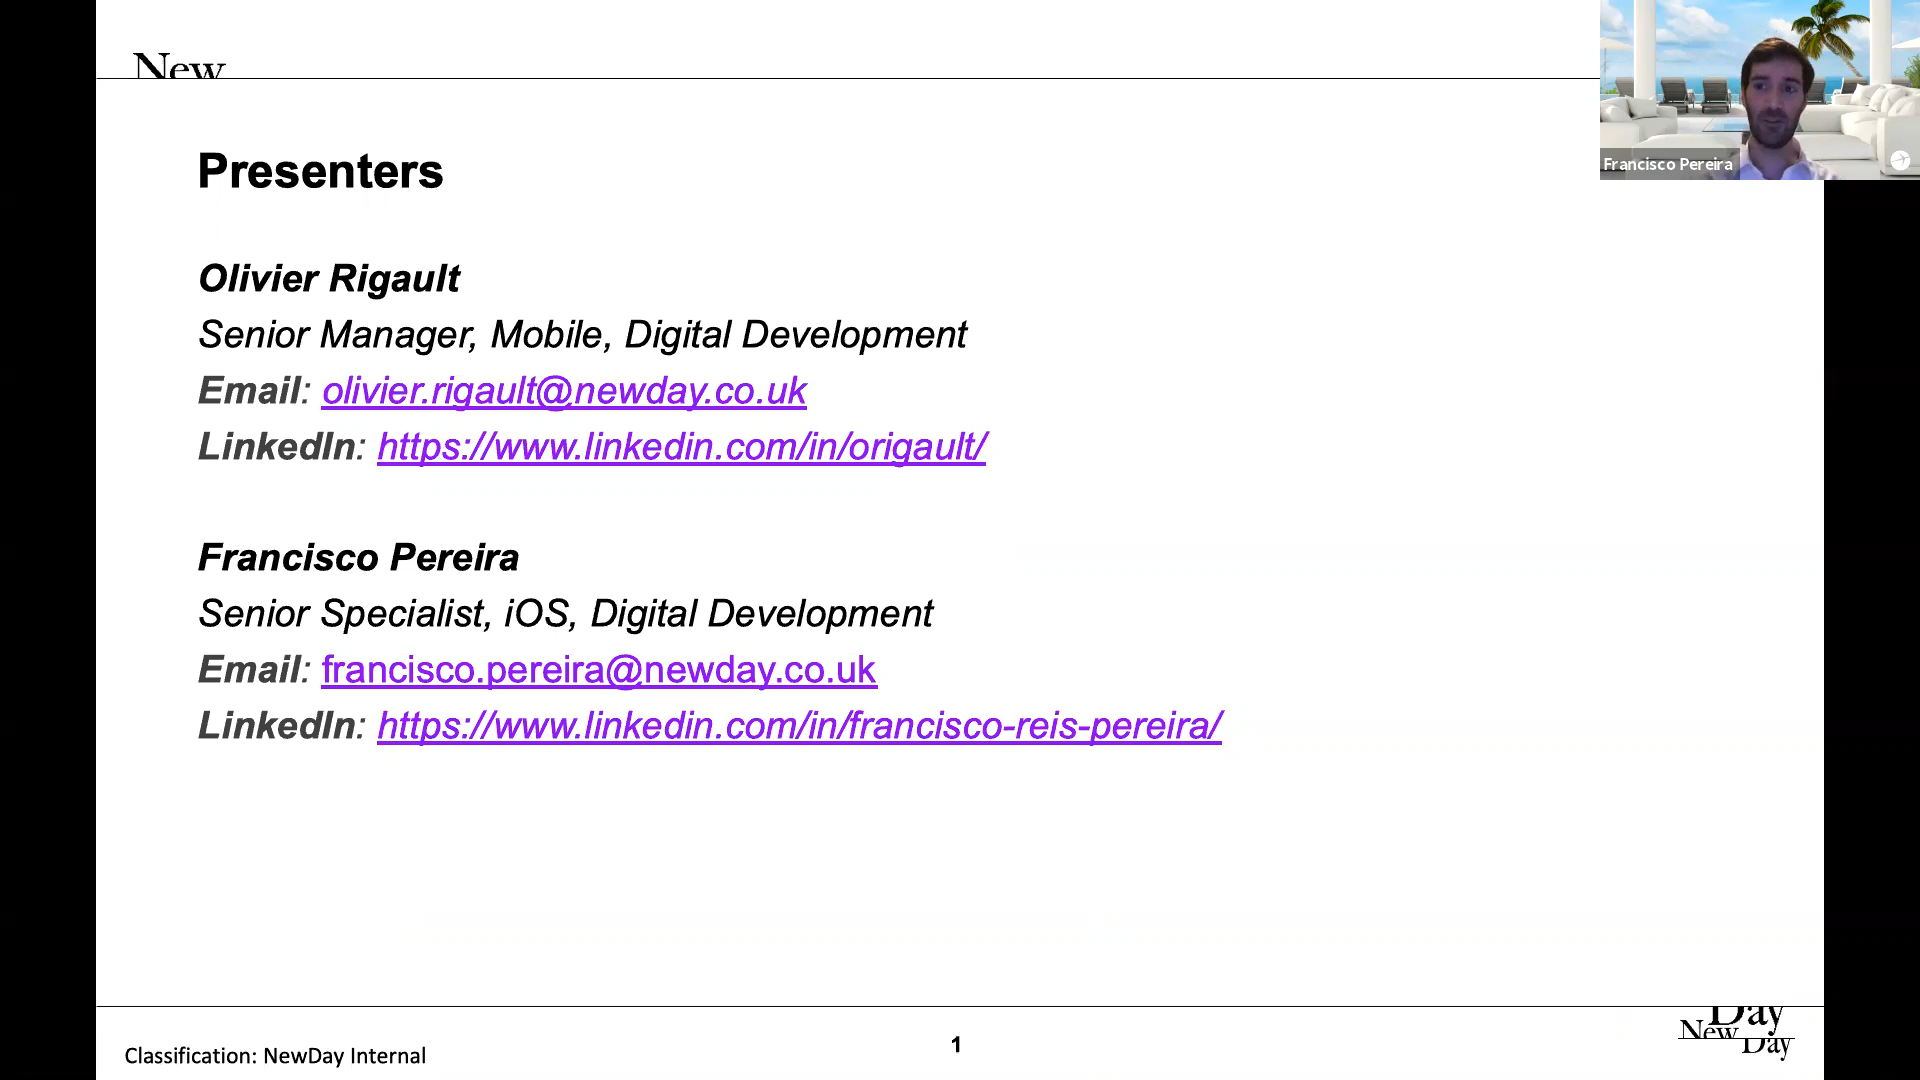 New
Francisco Pereira
Presenters
Olivier Rigault
Senior Manager, Mobile, Digital Development
Email: olivier.rigault@newday.co.uk
LinkedIn: https://www.linkedin.com/in/origault/
Francisco Pereira
Senior Specialist, iOS, Digital Development
Email: francisco.pereira@newday.co.uk
LinkedIn: https://www.linkedin.com/in/francisco-reis-pereira/
Day
New
Day
1
Classification: NewDay Internal